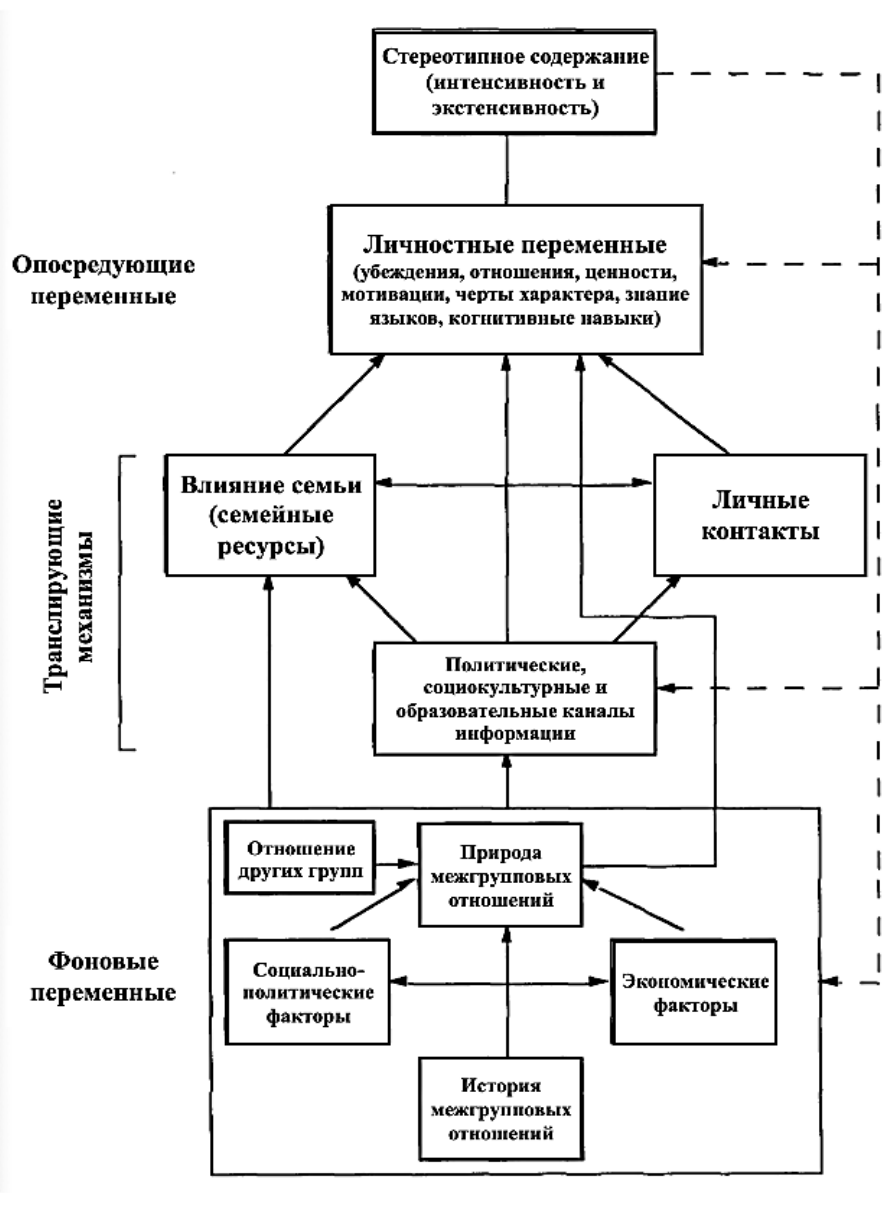 Стереотипное содержание
(интенсивность и
экстенсивность)
Опосредующие
переменные
Личностные переменные
(убеждения, отношения, ценности,
мотивации, черты характера, знание
языков, когнитивные навыки)
Транслирующие
механизмы
Влияние семьи
(семейные
ресурсы)
Личные
контакты
Политические,
социокультурные и
образовательные каналы
информации
Фоновые
переменные
Отношение
других групп
Природа
межгрупповых
отношений
Социально-
политические
факторы
Экономические
факторы
История
межгрупповых
отношений